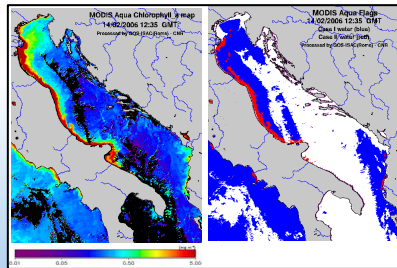 MODIS Aqua Chlorophyll a map
14/02/2006 12:35 GMT
Processed by GOS-ISAC(Roma) - CNR
[mg m⁻³]
0.01 0.05 0.50 5.00
MODIS Aqua Flags
14/02/2006 12:35 GMT
Case I water (blue)
Case II water (red)
Processed by GOS-ISAC(Roma) - CNR